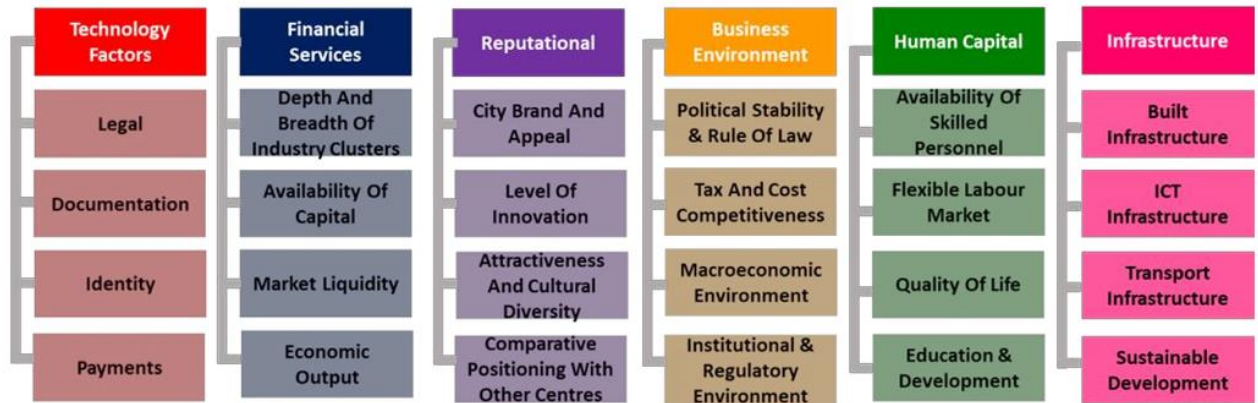 Technology
Factors
Legal
Documentation
Identity
Payments
Financial
Services
Depth And
Breadth Of
Industry Clusters
Availability Of
Capital
Market Liquidity
Economic
Output
Reputational
City Brand And
Appeal
Level Of
Innovation
Attractiveness
And Cultural
Diversity
Comparative
Positioning With
Other Centres
Business
Environment
Political Stability
& Rule Of Law
Tax And Cost
Competitiveness
Macroeconomic
Environment
Institutional &
Regulatory
Environment
Human Capital
Availability Of
Skilled
Personnel
Flexible Labour
Market
Quality Of Life
Education &
Development
Infrastructure
Built
Infrastructure
ICT
Infrastructure
Transport
Infrastructure
Sustainable
Development